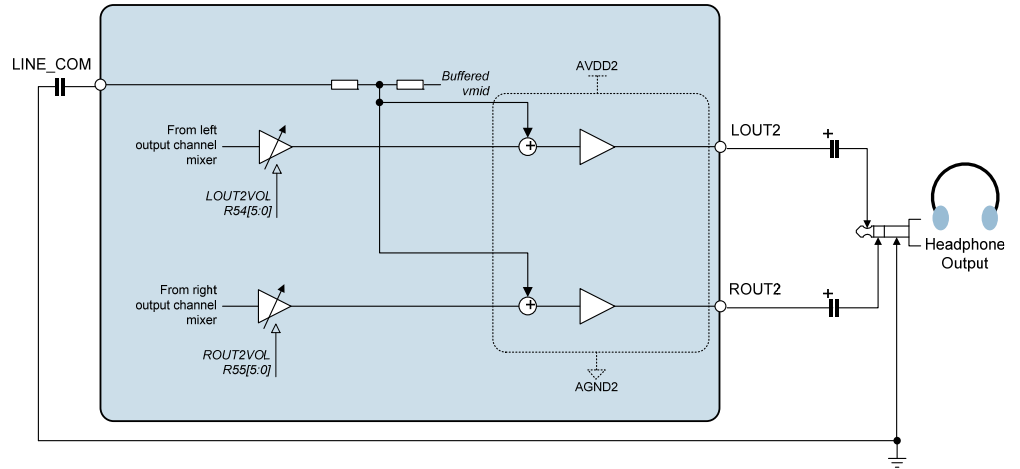 LINE_COM
Buffered
vmid
AVDD2
From left
output channel
mixer
+
LOUT2
+
LOUT2VOL
R54[5:0]
Headphone
Output
From right
output channel
mixer
+
ROUT2
+
ROUT2VOL
R55[5:0]
AGND2